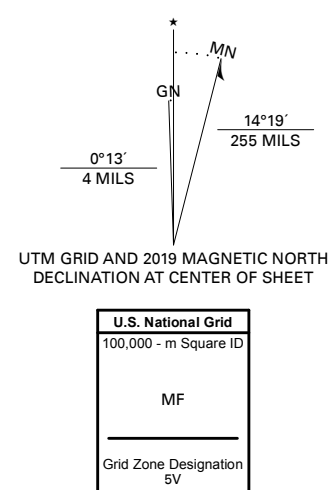 ★
MN
GN
14°19´
255 MILS
0°13´
4 MILS
UTM GRID AND 2019 MAGNETIC NORTH
DECLINATION AT CENTER OF SHEET
U.S. National Grid
100,000 - m Square ID
MF
Grid Zone Designation
5V